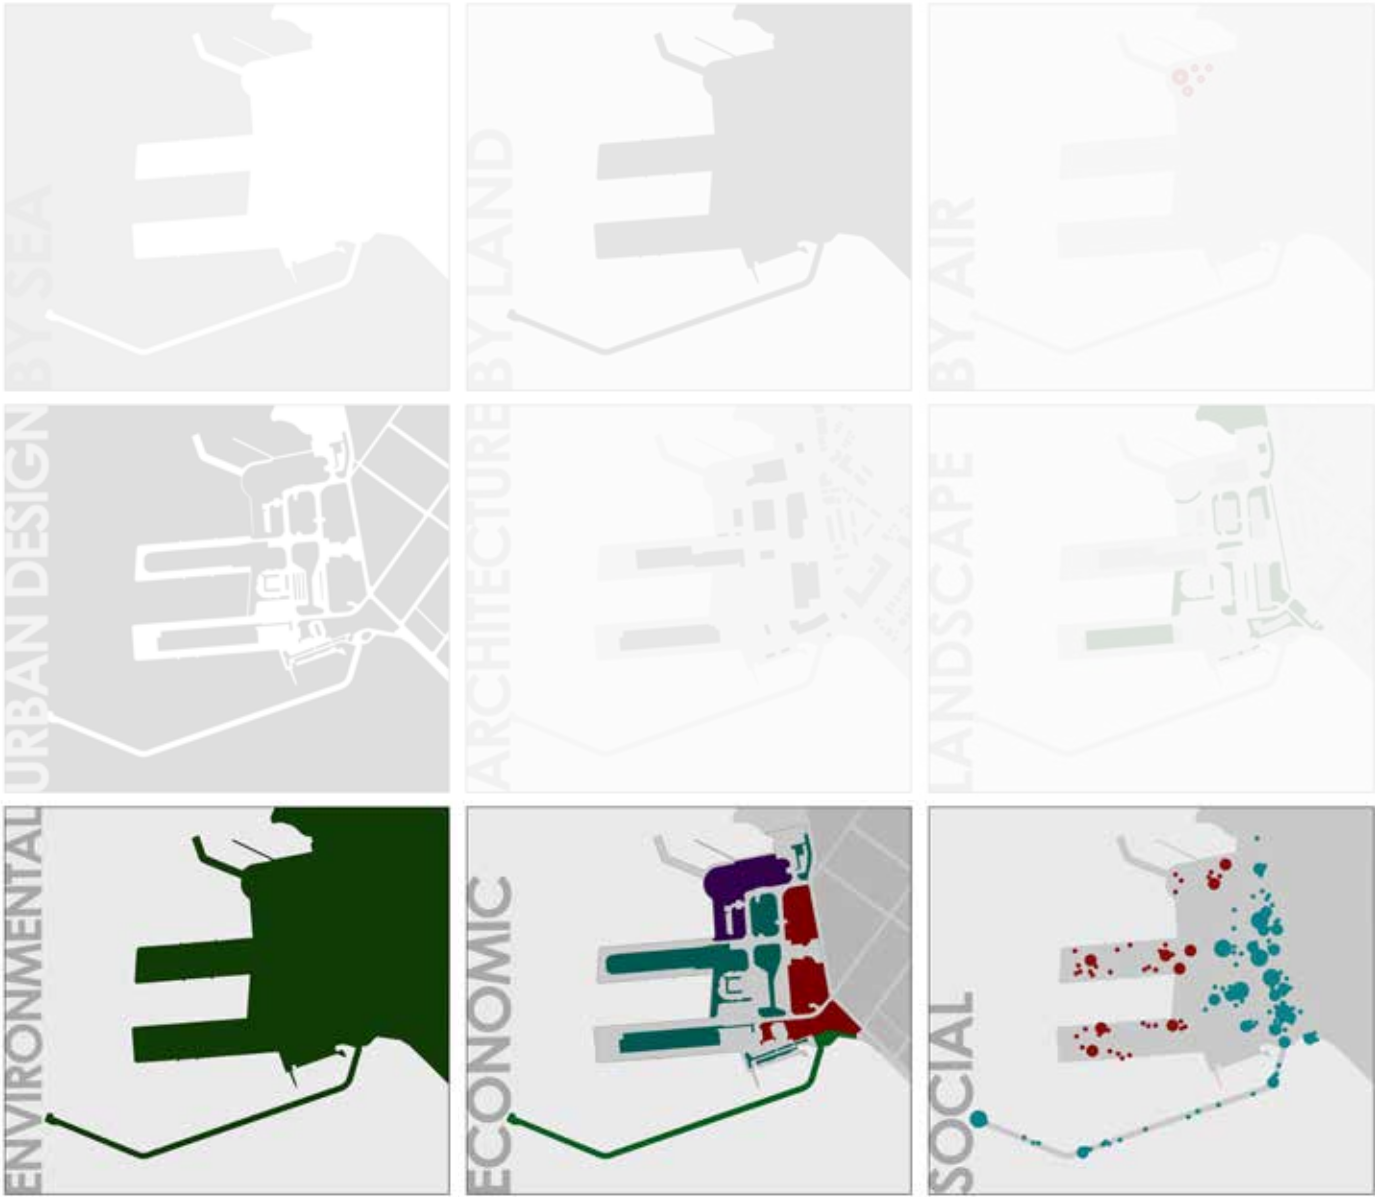 BY SEA
BY LAND
BY AIR
URBAN DESIGN
ARCHITECTURE
LANDSCAPE
ENVIRONMENTAL
ECONOMIC
SOCIAL